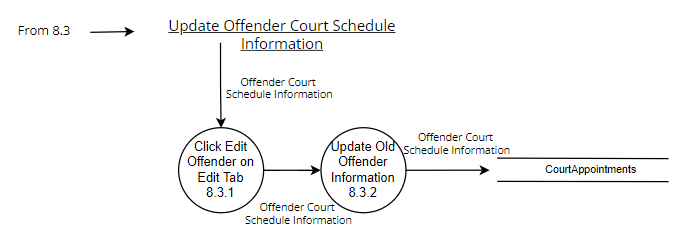 From 8.3
Update Offender Court Schedule
Information
Offender Court
Schedule Information
Click Edit
Offender on
Edit Tab
8.3.1
Offender Court
Schedule Information
Update Old
Offender
Information
8.3.2
Offender Court
Schedule Information
CourtAppointments